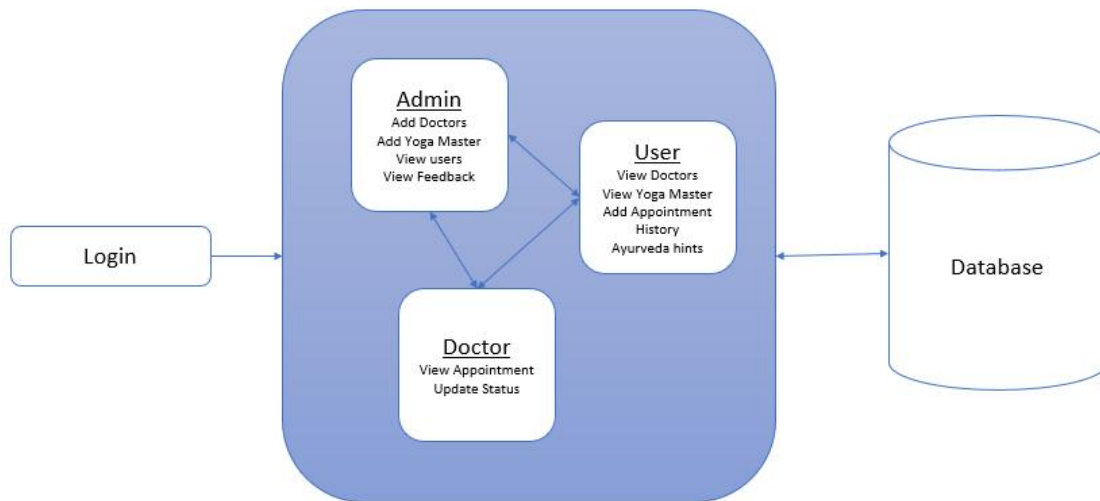 Login
Admin
Add Doctors
Add Yoga Master
View users
View Feedback
User
View Doctors
View Yoga Master
Add Appointment
History
Ayurveda hints
Doctor
View Appointment
Update Status
Database